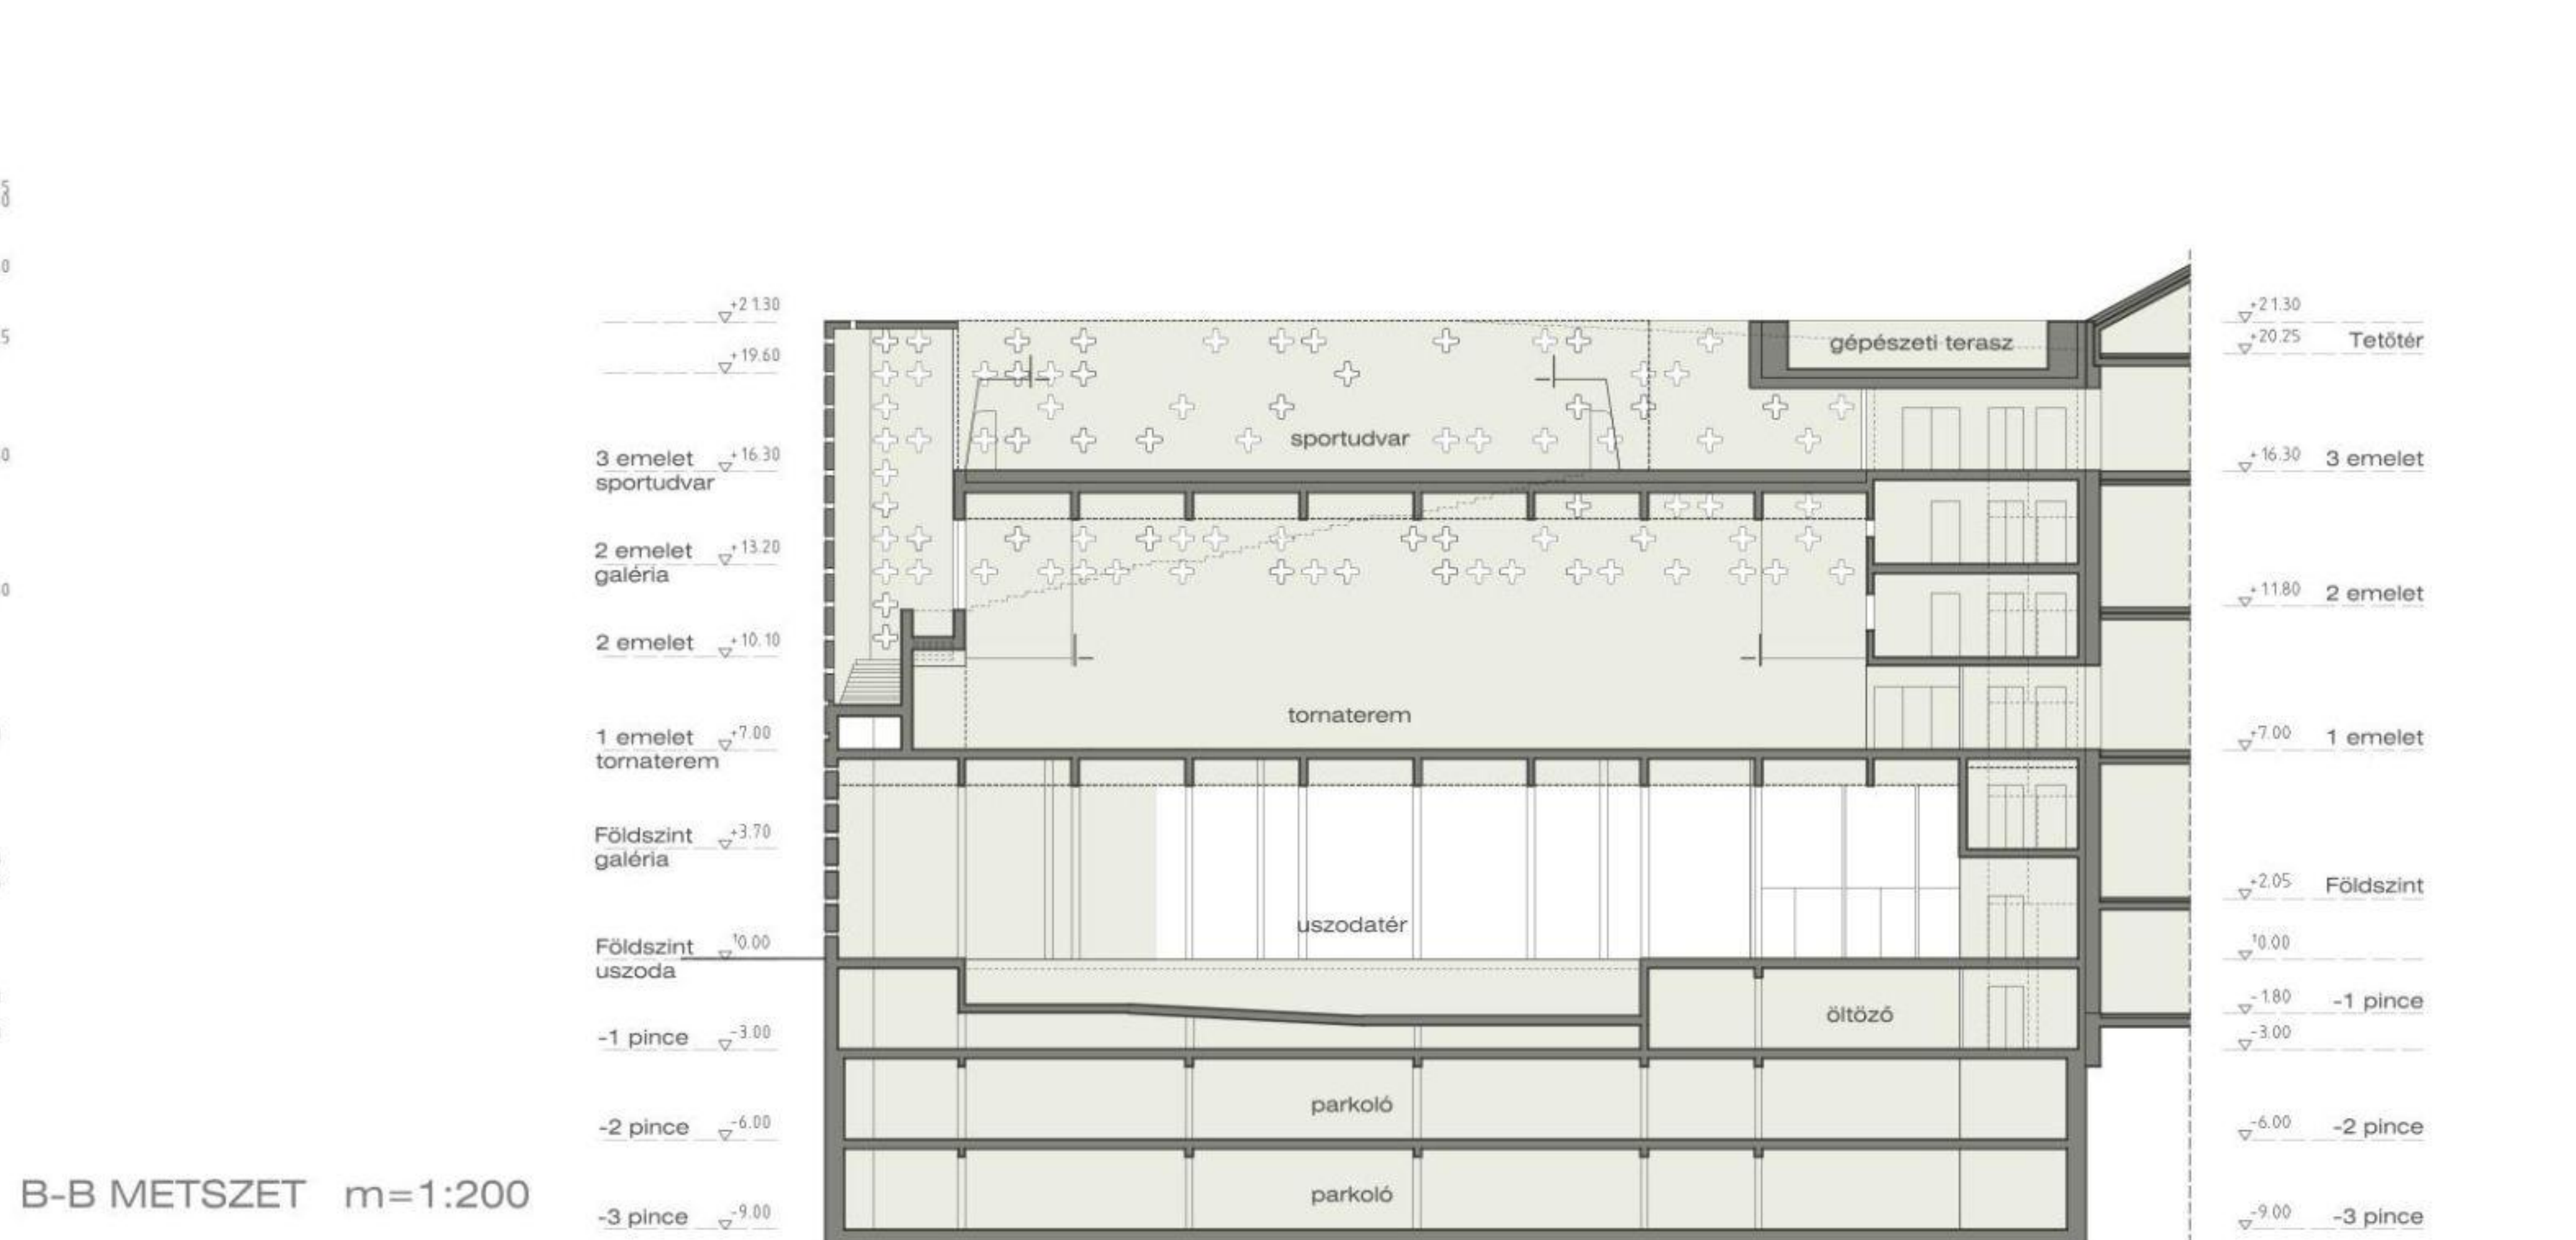 +21.30
+19.60
3 emelet +16.30
sportudvar
2 emelet +13.20
galéria
2 emelet +10.10
1 emelet +7.00
tornaterem
Földszint +3.70
galéria
Földszint ±0.00
uszoda
-1 pince -3.00
-2 pince -6.00
-3 pince -9.00
B-B METSZET m=1:200
gépészeti terasz
sportudvar
tornaterem
uszodatér
öltöző
parkoló
parkoló
+21.30
+20.25 Tetőtér
+16.30 3 emelet
+11.80 2 emelet
+7.00 1 emelet
+2.05 Földszint
±0.00
-1.80 -1 pince
-3.00
-6.00 -2 pince
-9.00 -3 pince